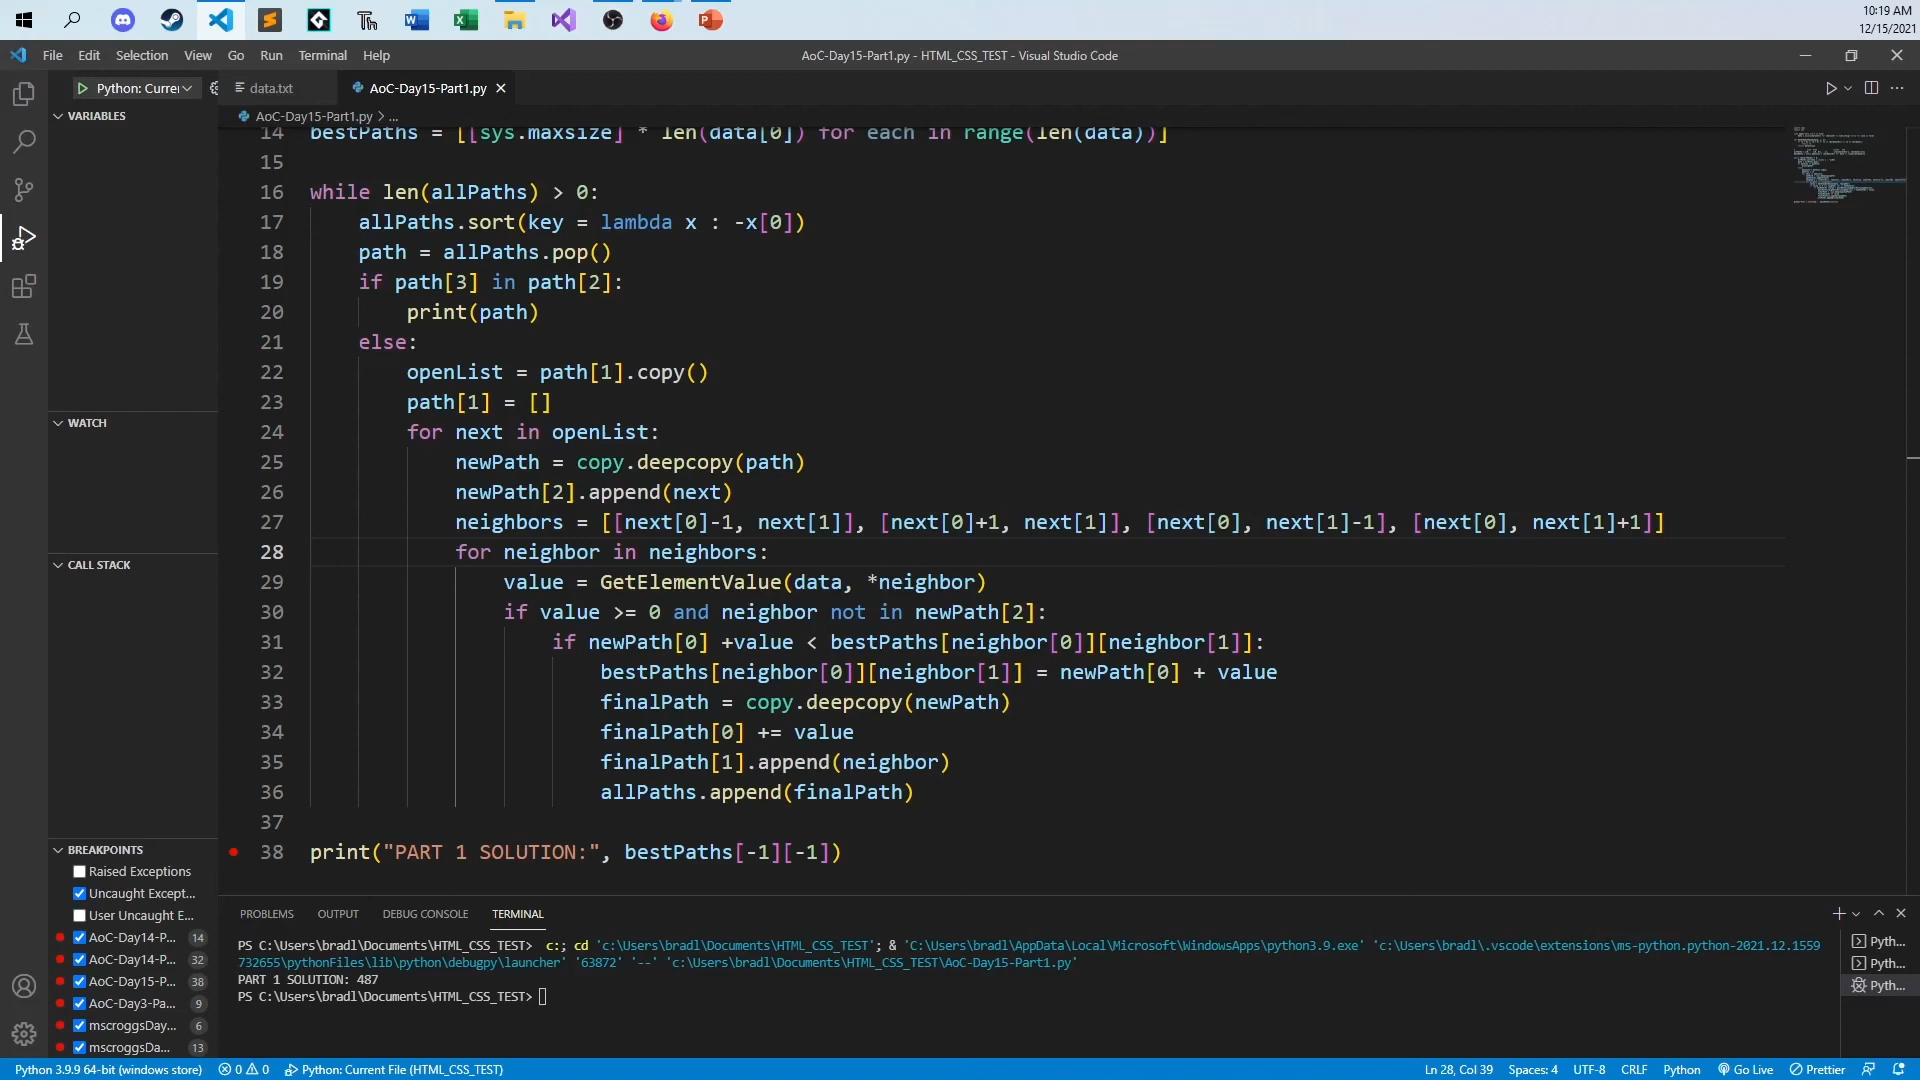 10:19 AM
12/15/2021
File Edit Selection View Go Run Terminal Help
AoC-Day15-Part1.py - HTML_CSS_TEST - Visual Studio Code
Python: Currer
data.txt
AoC-Day15-Part1.py
AoC-Day15-Part1.py > ...
VARIABLES
WATCH
CALL STACK
BREAKPOINTS
Raised Exceptions
Uncaught Except...
User Uncaught E...
AoC-Day14-P... 14
AoC-Day14-P... 32
AoC-Day15-P... 38
AoC-Day3-Pa... 9
mscroggsDay... 6
mscroggsDa... 13
14 bestPaths = [[sys.maxsize] * len(data[0]) for each in range(len(data))]
15
16 while len(allPaths) > 0:
17 allPaths.sort(key = lambda x : -x[0])
18 path = allPaths.pop()
19 if path[3] in path[2]:
20 print(path)
21 else:
22 openList = path[1].copy()
23 path[1] = []
24 for next in openList:
25 newPath = copy.deepcopy(path)
26 newPath[2].append(next)
27 neighbors = [[next[0]-1, next[1]], [next[0]+1, next[1]], [next[0], next[1]-1], [next[0], next[1]+1]]
28 for neighbor in neighbors:
29 value = GetElementValue(data, *neighbor)
30 if value >= 0 and neighbor not in newPath[2]:
31 if newPath[0] +value < bestPaths[neighbor[0]][neighbor[1]]:
32 bestPaths[neighbor[0]][neighbor[1]] = newPath[0] + value
33 finalPath = copy.deepcopy(newPath)
34 finalPath[0] += value
35 finalPath[1].append(neighbor)
36 allPaths.append(finalPath)
37
38 print("PART 1 SOLUTION:", bestPaths[-1][-1])
PROBLEMS OUTPUT DEBUG CONSOLE TERMINAL
PS C:\Users\bradl\Documents\HTML_CSS_TEST> c:; cd 'c:\Users\bradl\Documents\HTML_CSS_TEST'; & 'C:\Users\bradl\AppData\Local\Microsoft\WindowsApps\python3.9.exe' 'c:\Users\bradl\.vscode\extensions\ms-python.python-2021.12.1559
732655\pythonFiles\lib\python\debugpy\launcher' '63872' '--' 'c:\Users\bradl\Documents\HTML_CSS_TEST\AoC-Day15-Part1.py'
PART 1 SOLUTION: 487
PS C:\Users\bradl\Documents\HTML_CSS_TEST>
Pyth...
Pyth...
Pyth...
Python 3.9.9 64-bit (windows store) 0 0 Python: Current File (HTML_CSS_TEST) Ln 28, Col 39 Spaces: 4 UTF-8 CRLF Python Go Live Prettier